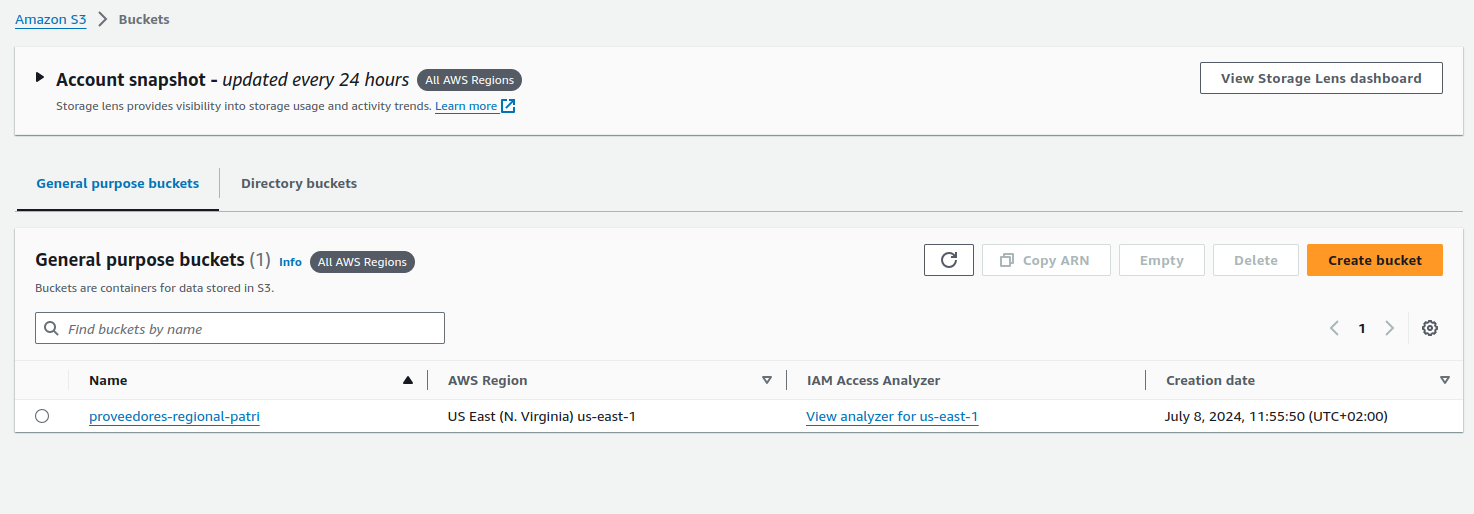 Amazon S3 > Buckets
Account snapshot - updated every 24 hours All AWS Regions
View Storage Lens dashboard
Storage lens provides visibility into storage usage and activity trends. Learn more
General purpose buckets
Directory buckets
General purpose buckets (1) Info All AWS Regions
Copy ARN
Empty
Delete
Create bucket
Buckets are containers for data stored in S3.
Find buckets by name
1
Name
AWS Region
IAM Access Analyzer
Creation date
proveedores-regional-patri
US East (N. Virginia) us-east-1
View analyzer for us-east-1
July 8, 2024, 11:55:50 (UTC+02:00)